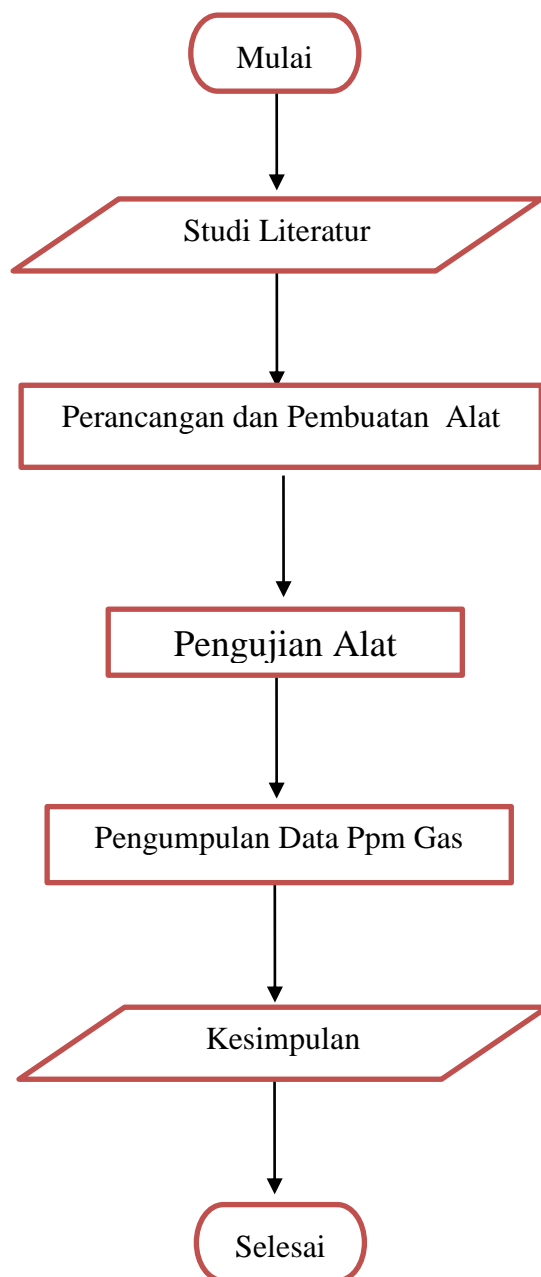 Mulai
Studi Literatur
Perancangan dan Pembuatan  Alat
Pengujian Alat
Pengumpulan Data Ppm Gas
Kesimpulan
Selesai